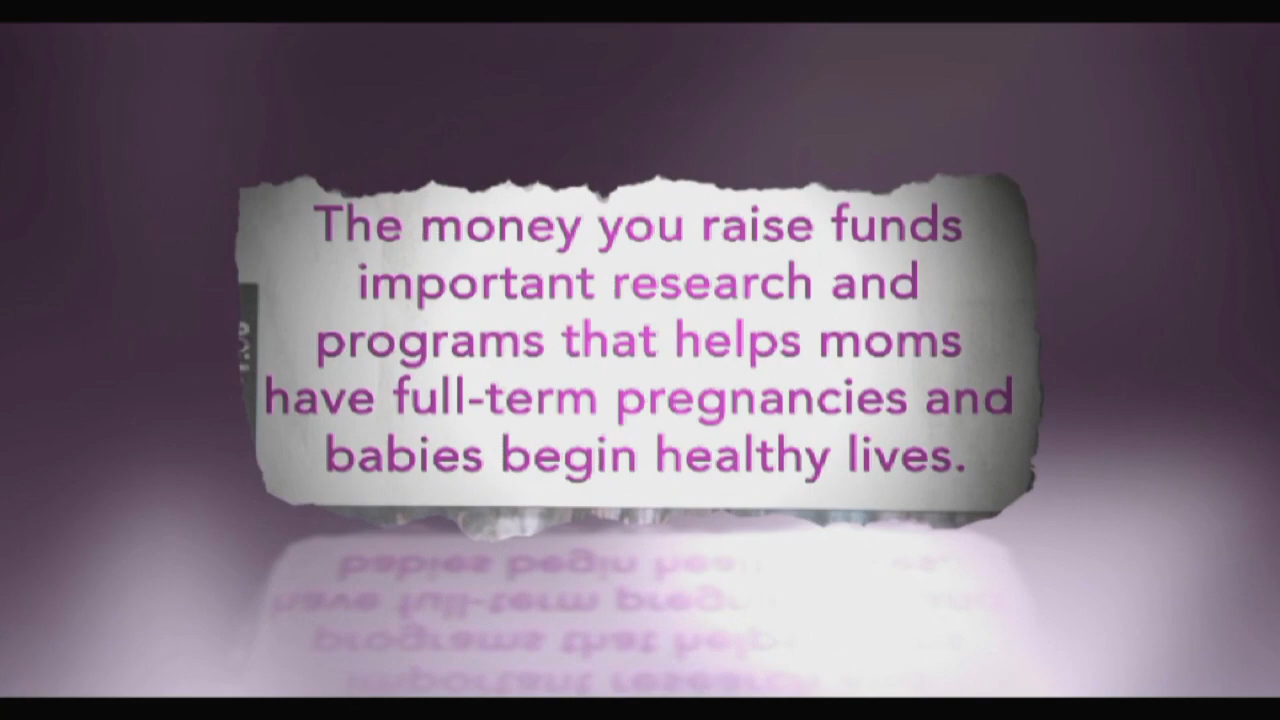 The money you raise funds
important research and
programs that helps moms
have full-term pregnancies and
babies begin healthy lives.